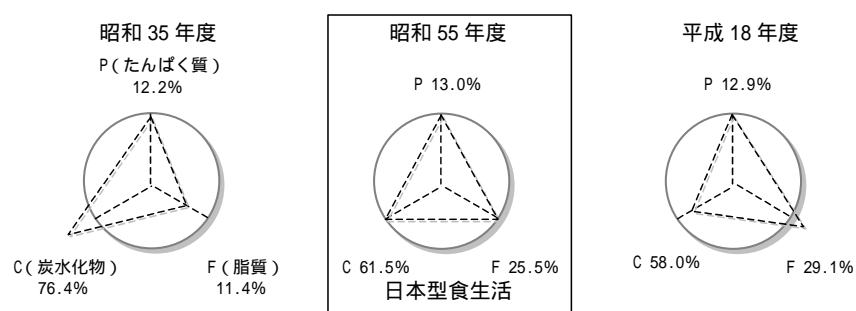 昭和 35 年度
P(たんぱく質)
12.2%
C(炭水化物)
76.4%
F(脂質)
11.4%
昭和 55 年度
P 13.0%
C 61.5%
F 25.5%
日本型食生活
平成 18 年度
P 12.9%
C 58.0%
F 29.1%